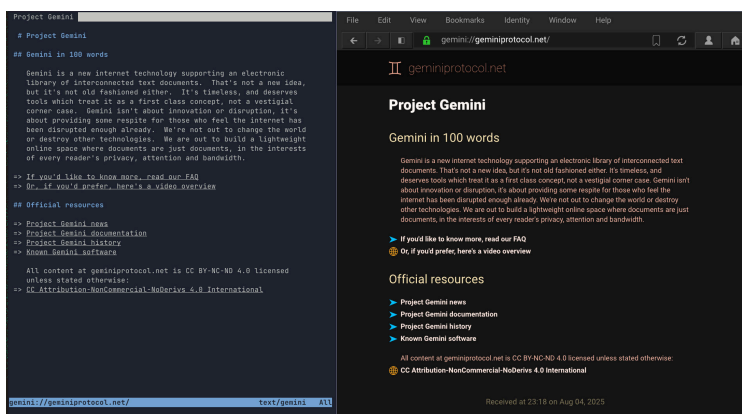 Project Gemini
# Project Gemini
## Gemini in 100 words
Gemini is a new internet technology supporting an electronic
library of interconnected text documents.  That's not a new idea,
but it's not old fashioned either.  It's timeless, and deserves
tools which treat it as a first class concept, not a vestigial
corner case.  Gemini isn't about innovation or disruption, it's
about providing some respite for those who feel the internet has
been disrupted enough already.  We're not out to change the world
or destroy other technologies.  We are out to build a lightweight
online space where documents are just documents, in the interests
of every reader's privacy, attention and bandwidth.
=> If you'd like to know more, read our FAQ
=> Or, if you'd prefer, here's a video overview
## Official resources
=> Project Gemini news
=> Project Gemini documentation
=> Project Gemini history
=> Known Gemini software
All content at geminiprotocol.net is CC BY-NC-ND 4.0 licensed
unless stated otherwise:
=> CC Attribution-NonCommercial-NoDerivs 4.0 International
gemini://geminiprotocol.net/ text/gemini All
File Edit View Bookmarks Identity Window Help
gemini://geminiprotocol.net/
geminiprotocol.net
Project Gemini
Gemini in 100 words
Gemini is a new internet technology supporting an electronic library of interconnected text
documents. That's not a new idea, but it's not old fashioned either. It's timeless, and
deserves tools which treat it as a first class concept, not a vestigial corner case. Gemini isn't
about innovation or disruption, it's about providing some respite for those who feel the
internet has been disrupted enough already. We're not out to change the world or destroy
other technologies. We are out to build a lightweight online space where documents are just
documents, in the interests of every reader's privacy, attention and bandwidth.
If you'd like to know more, read our FAQ
Or, if you'd prefer, here's a video overview
Official resources
Project Gemini news
Project Gemini documentation
Project Gemini history
Known Gemini software
All content at geminiprotocol.net is CC BY-NC-ND 4.0 licensed unless stated otherwise:
CC Attribution-NonCommercial-NoDerivs 4.0 International
Received at 23:18 on Aug 04, 2025